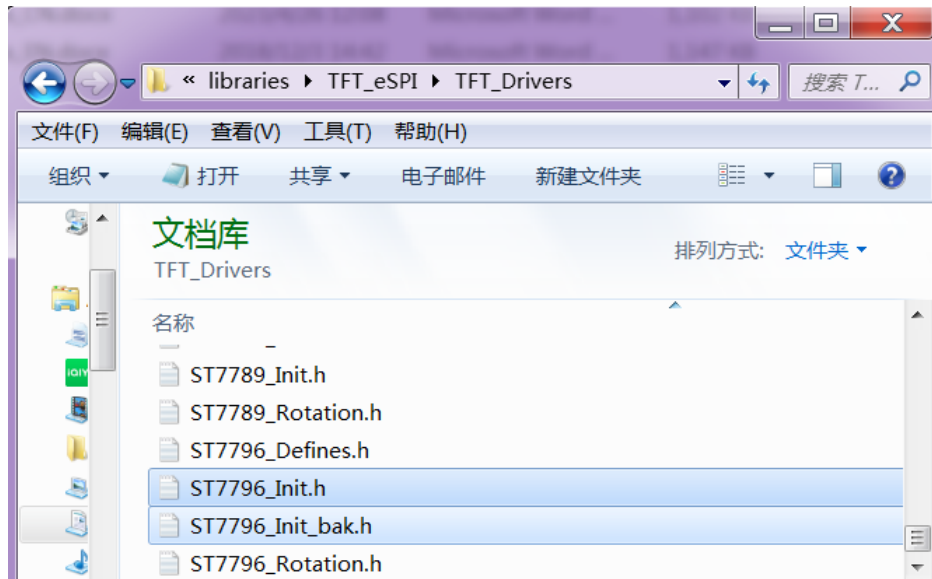 « libraries ▸ TFT_eSPI ▸ TFT_Drivers
搜索 T...
文件(F) 编辑(E) 查看(V) 工具(T) 帮助(H)
组织 打开 共享 电子邮件 新建文件夹
文档库
TFT_Drivers
排列方式: 文件夹
名称
ST7789_Init.h
ST7789_Rotation.h
ST7796_Defines.h
ST7796_Init.h
ST7796_Init_bak.h
ST7796_Rotation.h